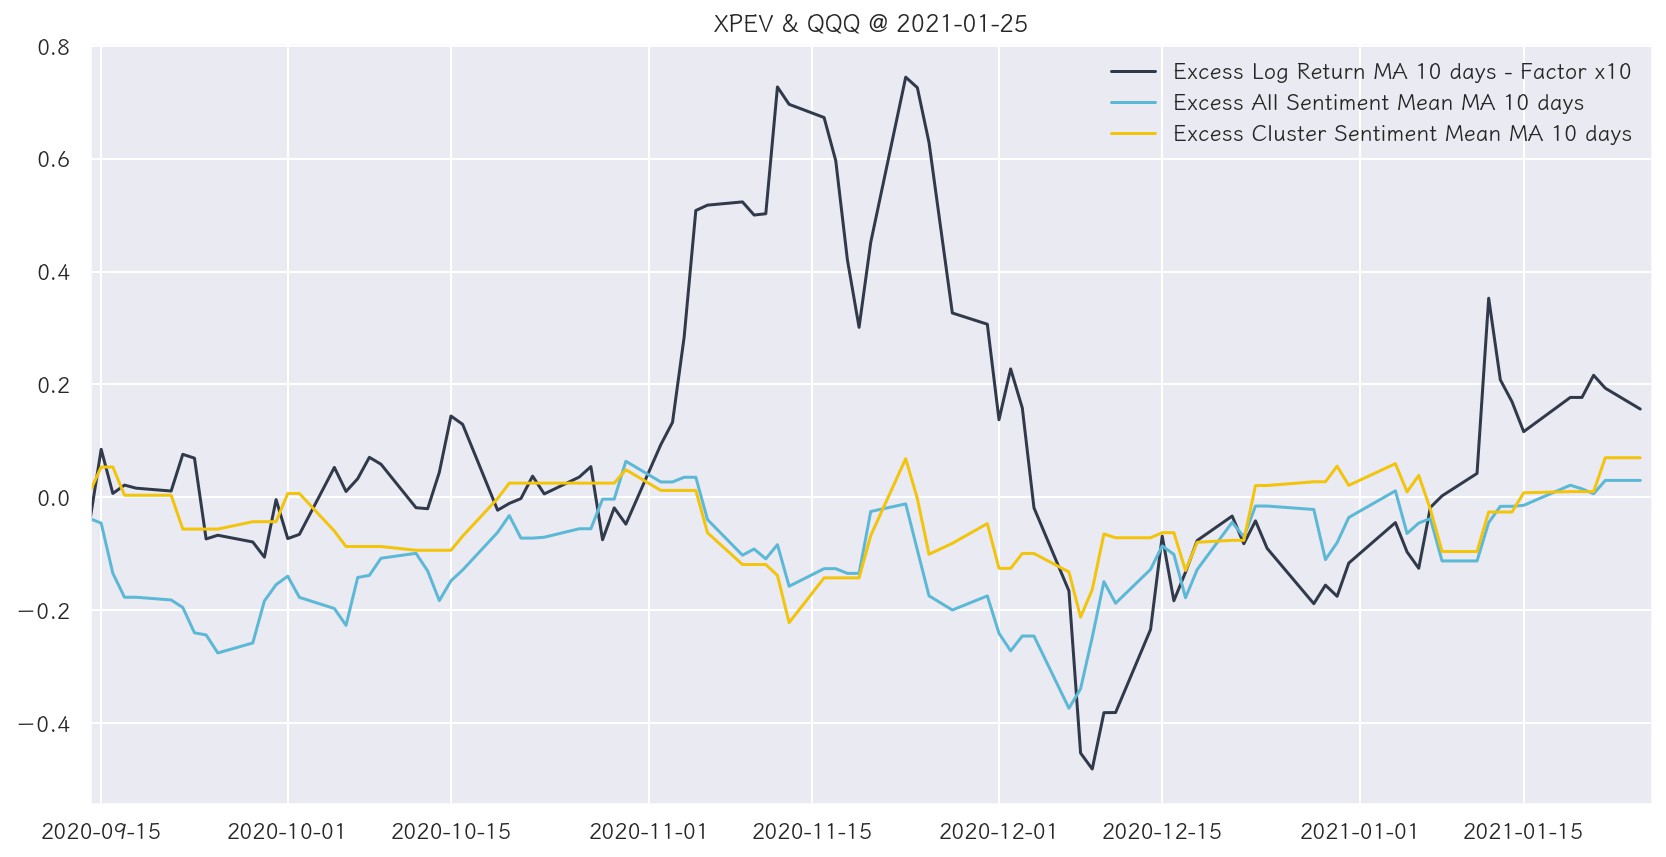 XPEV & QQQ @ 2021-01-25
Excess Log Return MA 10 days - Factor x10
Excess All Sentiment Mean MA 10 days
Excess Cluster Sentiment Mean MA 10 days
0.8
0.6
0.4
0.2
0.0
−0.2
−0.4
2020-09-15 2020-10-01 2020-10-15 2020-11-01 2020-11-15 2020-12-01 2020-12-15 2021-01-01 2021-01-15